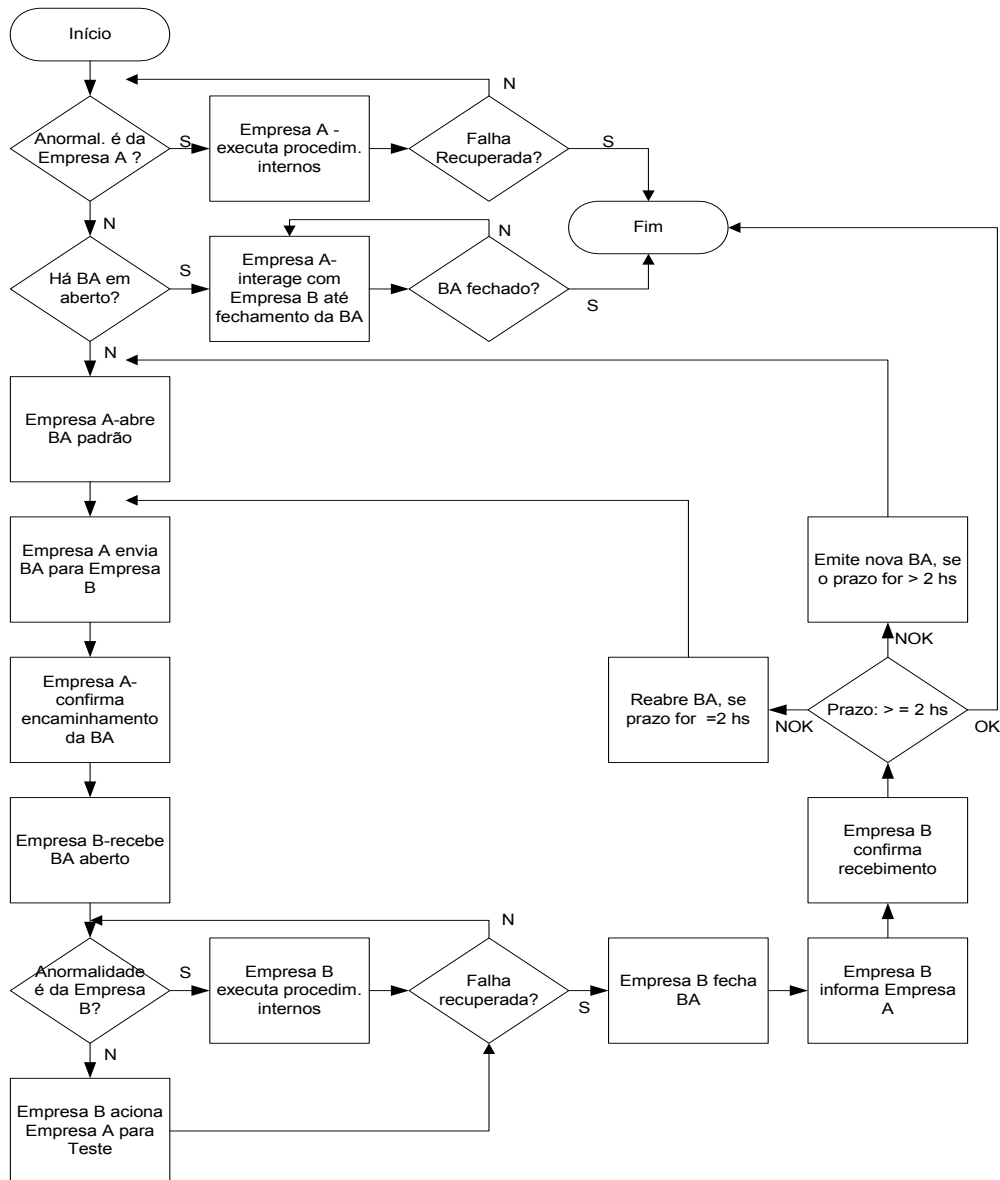 Início
N
Anormal. é da
Empresa A ?
S
Empresa A -
executa procedim.
internos
Falha
Recuperada?
S
N
Fim
N
Há BA em
aberto?
S
Empresa A-
interage com
Empresa B até
fechamento da BA
BA fechado?
S
N
Empresa A-abre
BA padrão
Empresa A envia
BA para Empresa
B
Emite nova BA, se
o prazo for > 2 hs
NOK
Empresa A-
confirma
encaminhamento
da BA
Reabre BA, se
prazo for =2 hs
NOK
Prazo: > = 2 hs
OK
Empresa B-recebe
BA aberto
Empresa B
confirma
recebimento
N
Anormalidade
é da Empresa
B?
S
Empresa B
executa procedim.
internos
Falha
recuperada?
S
Empresa B fecha
BA
Empresa B
informa Empresa
A
N
Empresa B aciona
Empresa A para
Teste